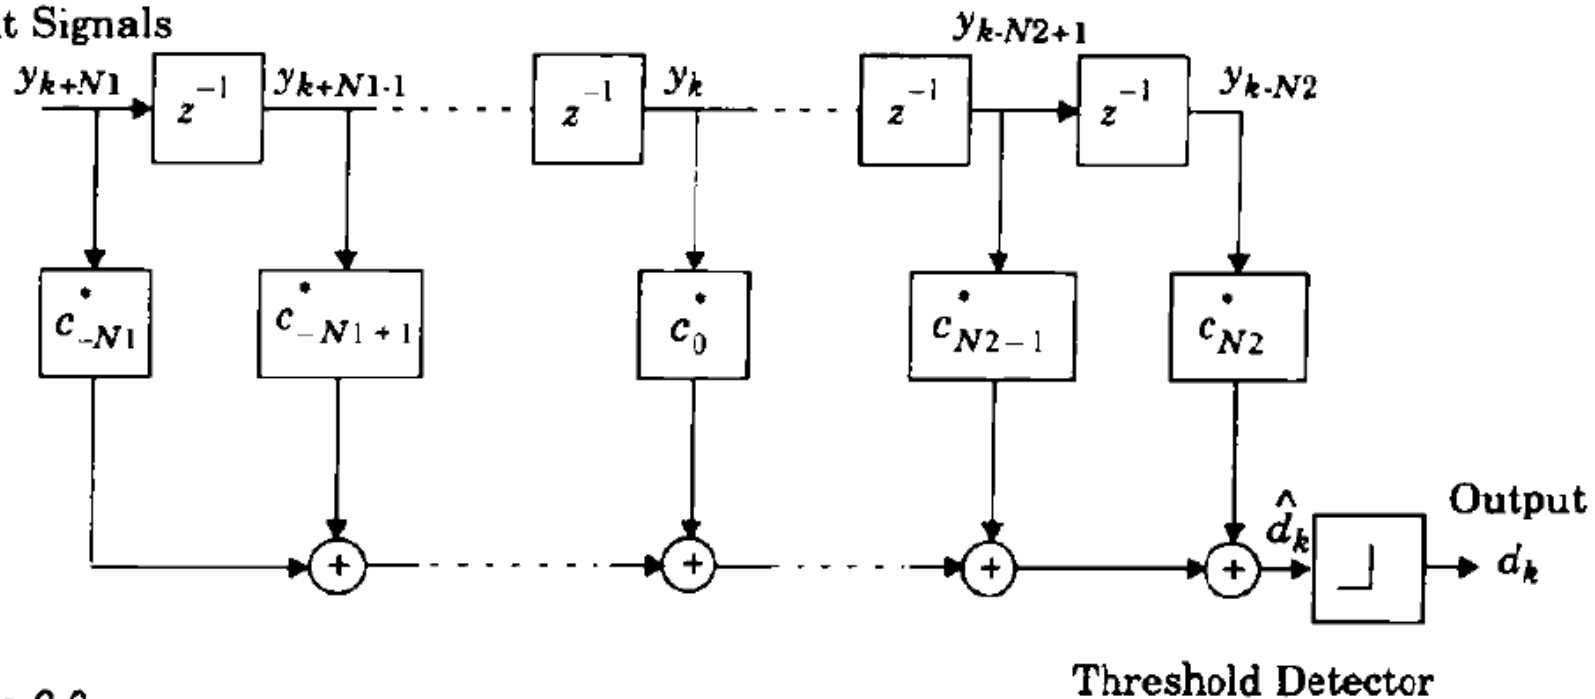 t Signals
y_{k-N2+1}
y_{k+N1} z^{-1} y_{k+N1-1} z^{-1} y_k z^{-1} z^{-1} y_{k-N2}
c^*_{-N1} c^*_{-N1+1} c^*_0 c^*_{N2-1} c^*_{N2}
Output
+ + + + \hat{d}_k d_k
Threshold Detector